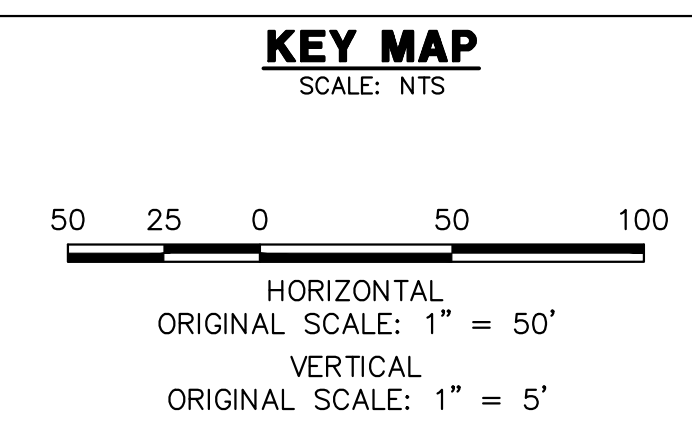 KEY MAP
SCALE: NTS
50 25 0 50 100
HORIZONTAL
ORIGINAL SCALE: 1” = 50’
VERTICAL
ORIGINAL SCALE: 1” = 5’